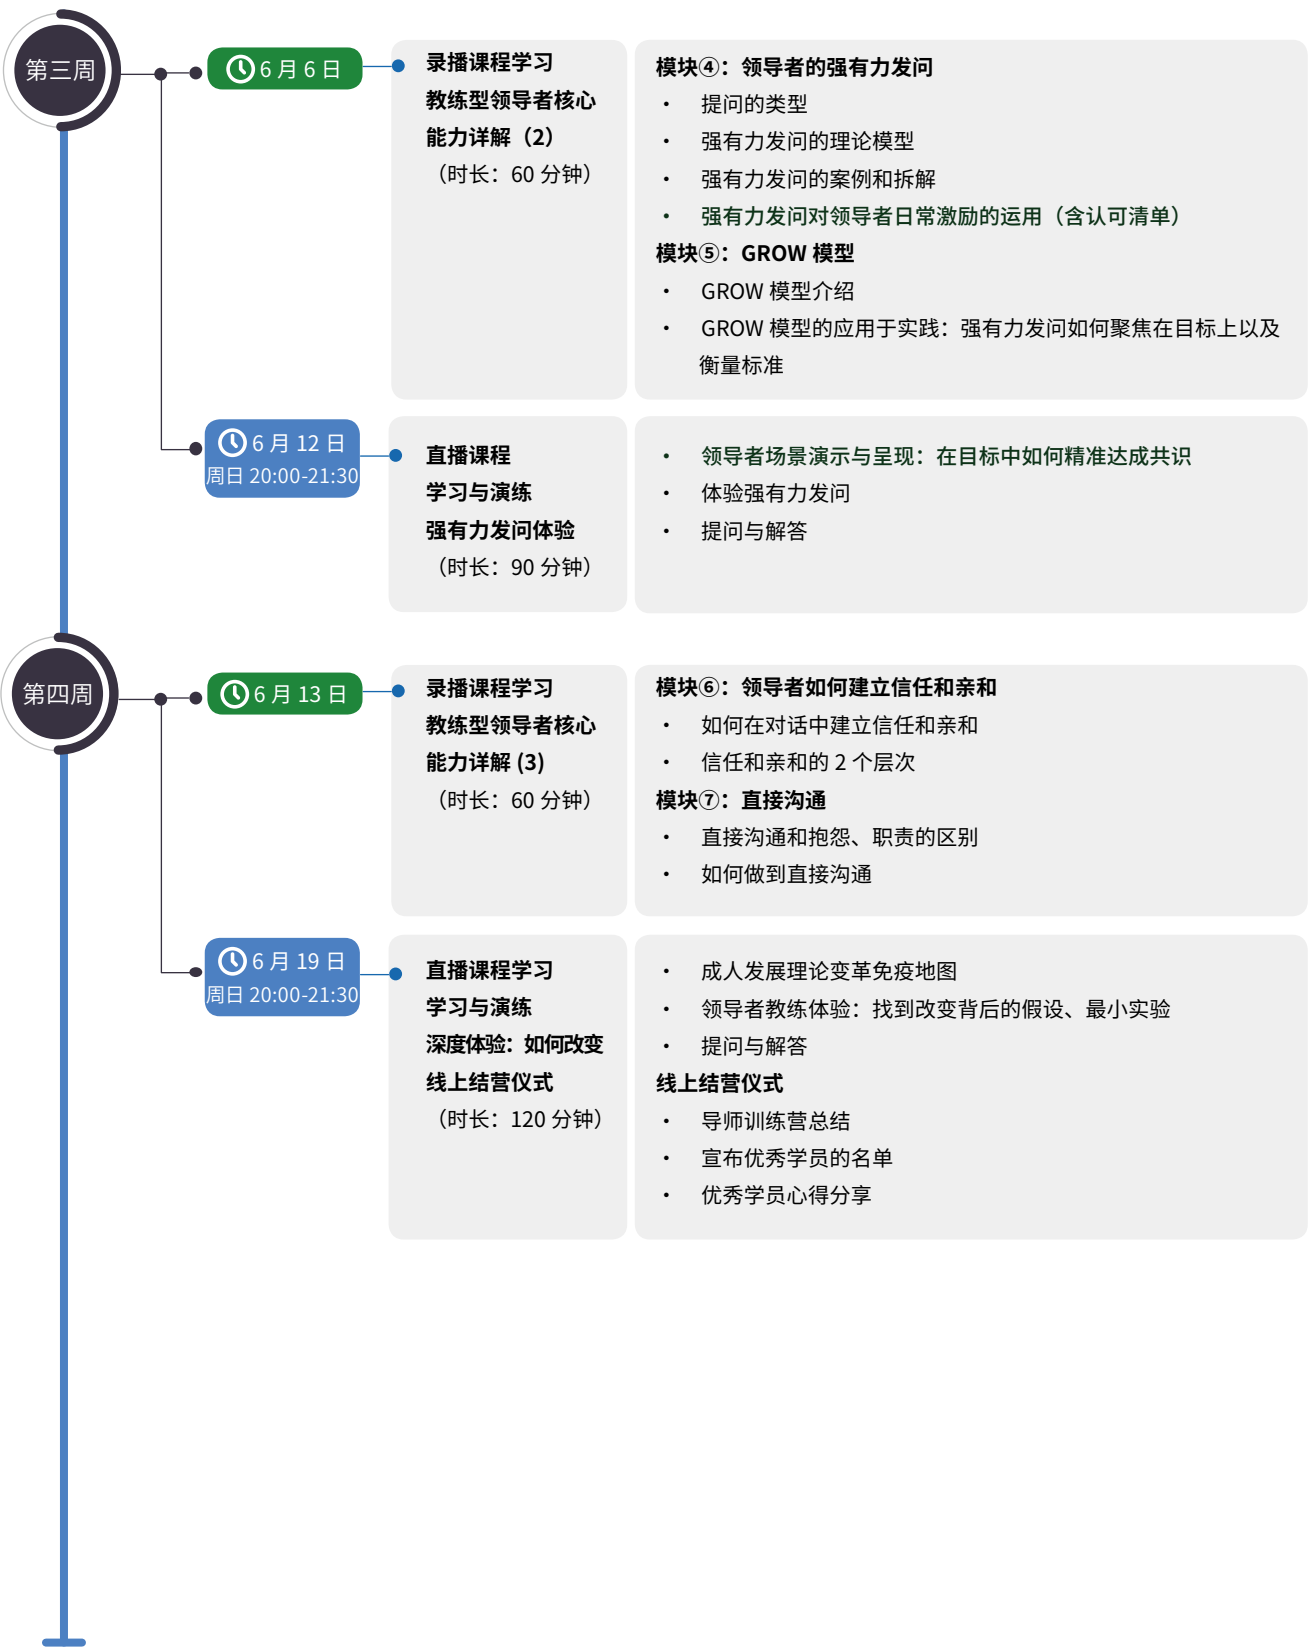 第三周
6 月 6 日
录播课程学习
教练型领导者核心
能力详解（2）
（时长：60 分钟）
模块④：领导者的强有力发问
• 提问的类型
• 强有力发问的理论模型
• 强有力发问的案例和拆解
• 强有力发问对领导者日常激励的运用（含认可清单）
模块⑤：GROW 模型
• GROW 模型介绍
• GROW 模型的应用于实践：强有力发问如何聚焦在目标上以及
衡量标准
6 月 12 日
周日 20:00-21:30
直播课程
学习与演练
强有力发问体验
（时长：90 分钟）
• 领导者场景演示与呈现：在目标中如何精准达成共识
• 体验强有力发问
• 提问与解答
第四周
6 月 13 日
录播课程学习
教练型领导者核心
能力详解 (3)
（时长：60 分钟）
模块⑥：领导者如何建立信任和亲和
• 如何在对话中建立信任和亲和
• 信任和亲和的 2 个层次
模块⑦：直接沟通
• 直接沟通和抱怨、职责的区别
• 如何做到直接沟通
6 月 19 日
周日 20:00-21:30
直播课程学习
学习与演练
深度体验：如何改变
线上结营仪式
（时长：120 分钟）
• 成人发展理论变革免疫地图
• 领导者教练体验：找到改变背后的假设、最小实验
• 提问与解答
线上结营仪式
• 导师训练营总结
• 宣布优秀学员的名单
• 优秀学员心得分享